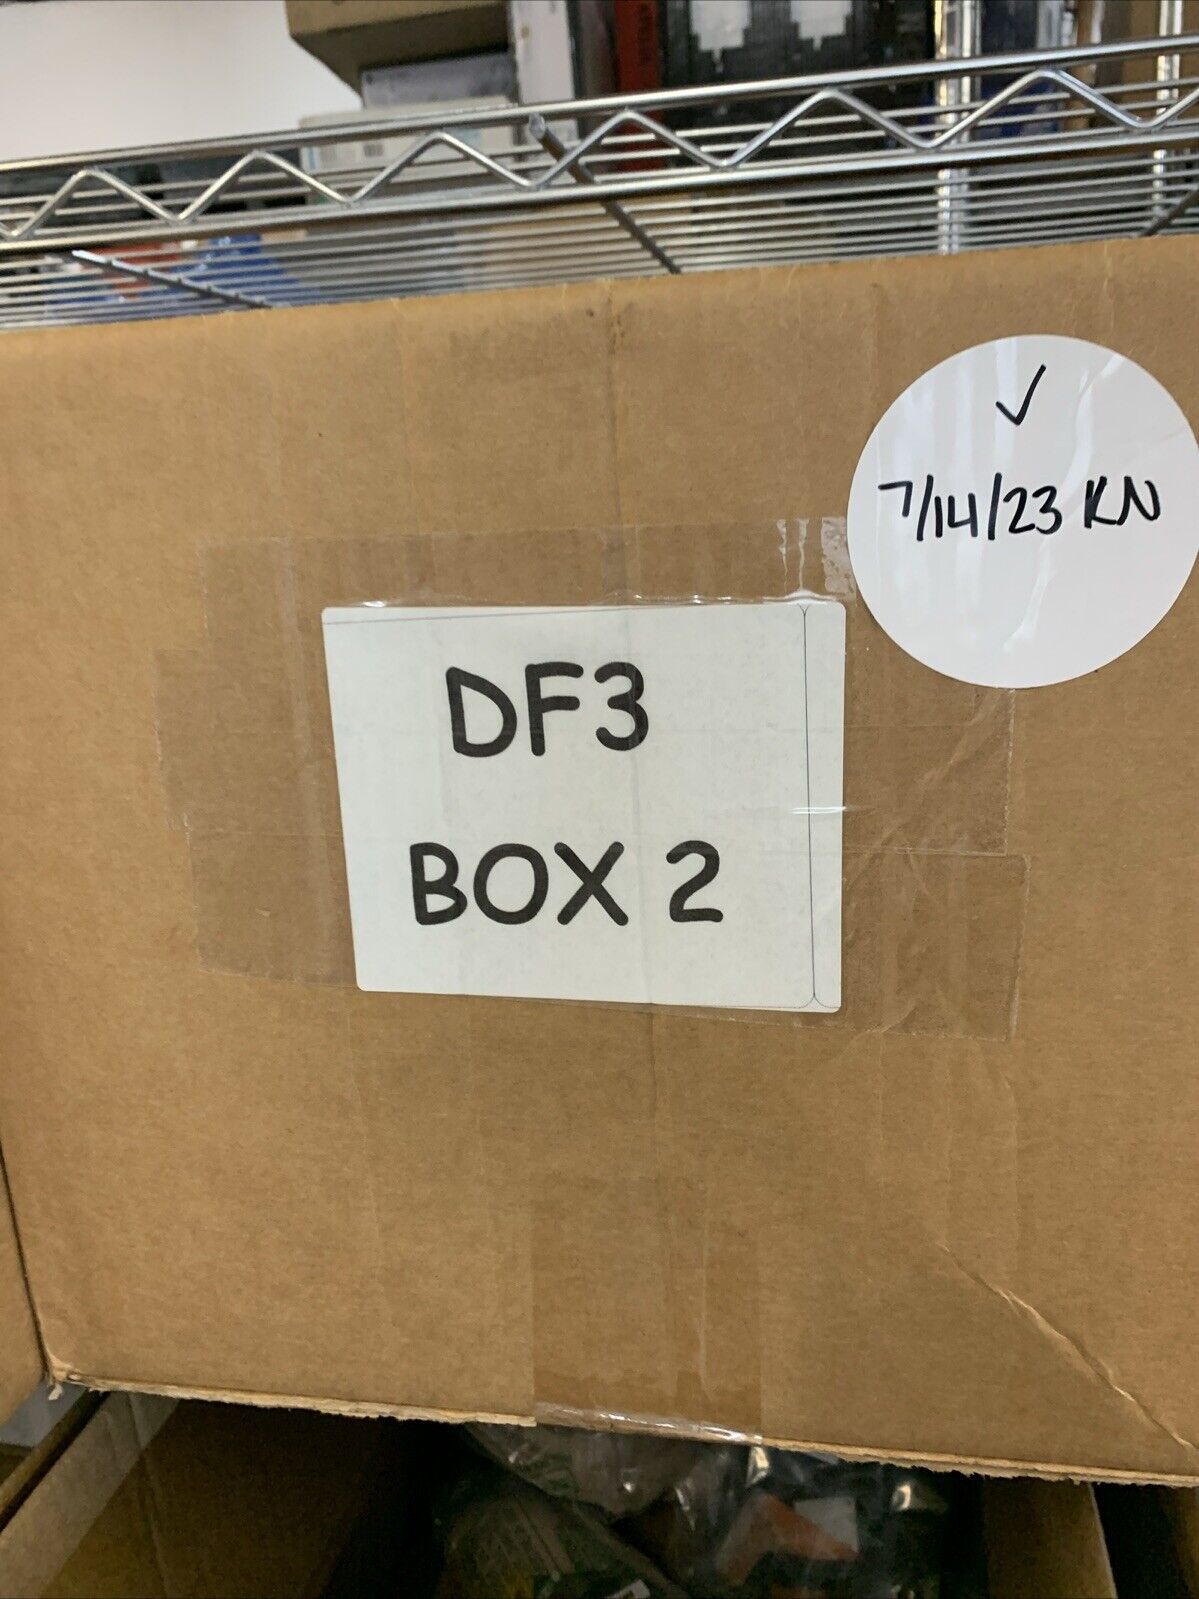 ✓
7/14/23 KN
DF3
BOX 2